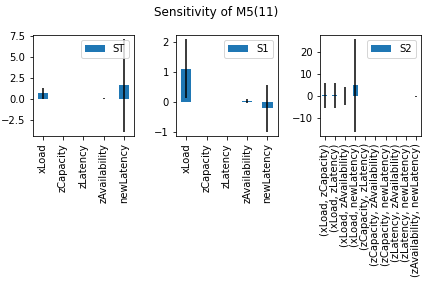 Sensitivity of M5(11)
7.5
5.0
2.5
0.0
−2.5
ST
xLoad
zCapacity
zLatency
zAvailability
newLatency
2
1
0
−1
S1
xLoad
zCapacity
zLatency
zAvailability
newLatency
20
10
0
−10
S2
(xLoad, zCapacity)
(xLoad, zLatency)
(xLoad, zAvailability)
(xLoad, newLatency)
(zCapacity, zLatency)
(zCapacity, zAvailability)
(zCapacity, newLatency)
(zLatency, zAvailability)
(zLatency, newLatency)
(zAvailability, newLatency)